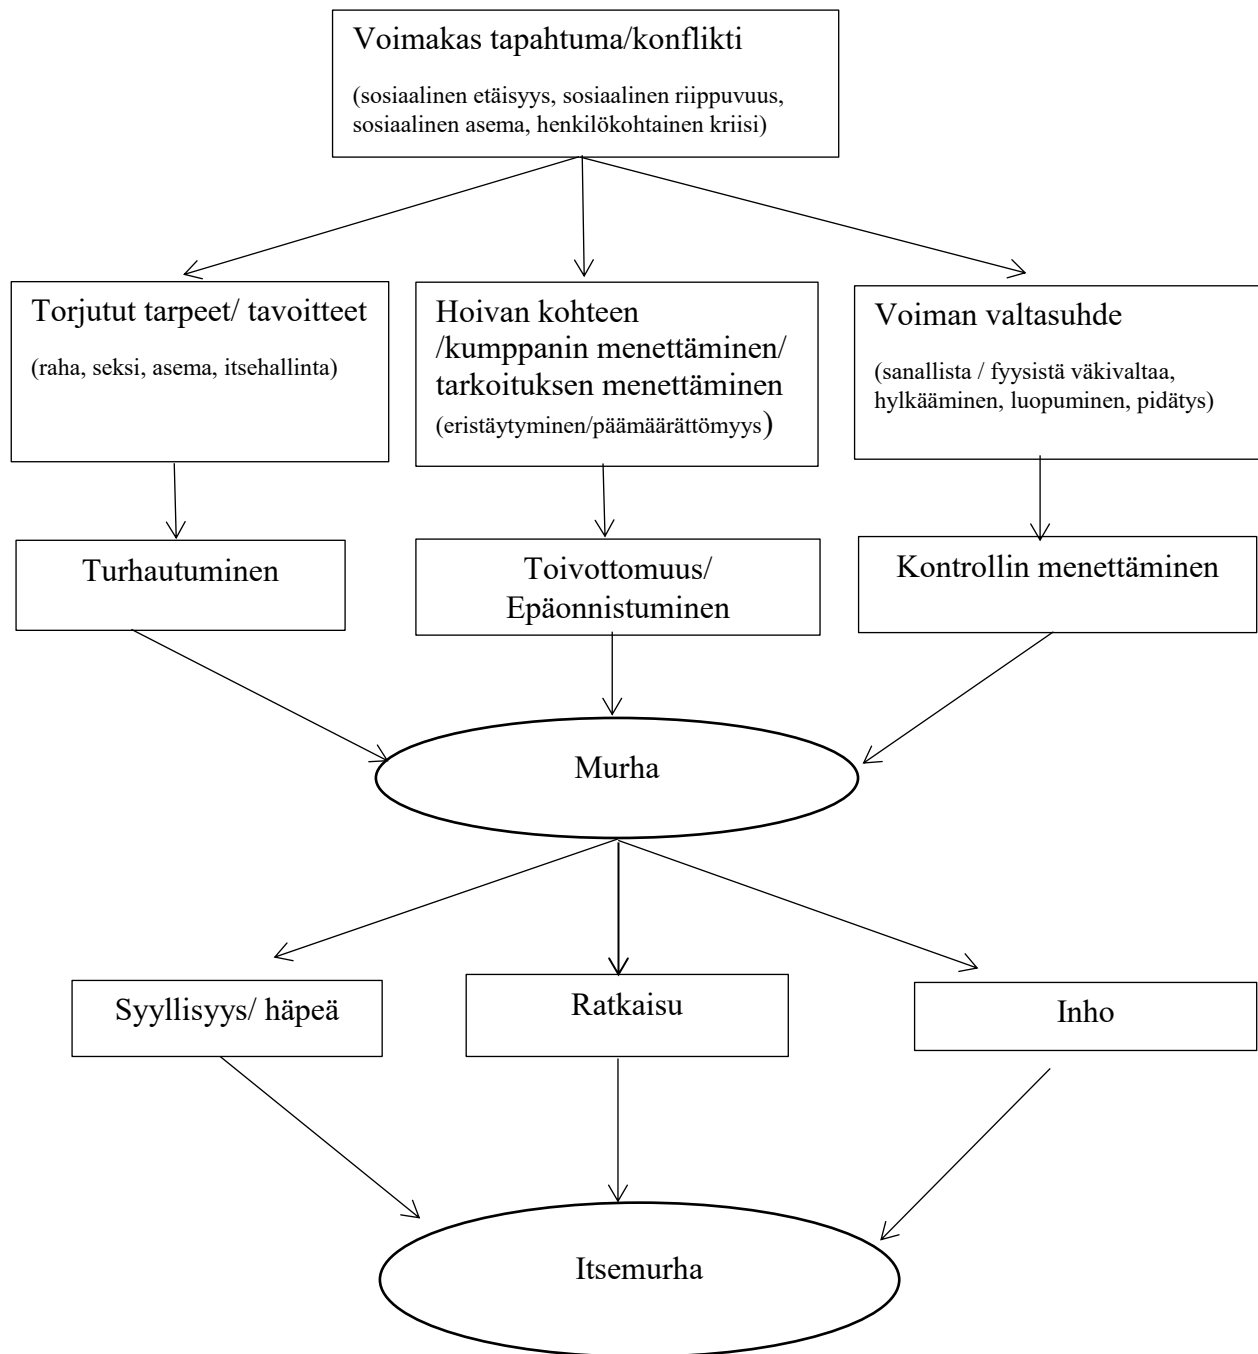 Voimakas tapahtuma/konflikti
(sosiaalinen etäisyys, sosiaalinen riippuvuus,
sosiaalinen asema, henkilökohtainen kriisi)
Torjutut tarpeet/ tavoitteet
(raha, seksi, asema, itsehallinta)
Hoivan kohteen
/kumppanin menettäminen/
tarkoituksen menettäminen
(eristäytyminen/päämäärättömyys)
Voiman valtasuhde
(sanallista / fyysistä väkivaltaa,
hylkääminen, luopuminen, pidätys)
Turhautuminen
Toivottomuus/
Epäonnistuminen
Kontrollin menettäminen
Murha
Syyllisyys/ häpeä
Ratkaisu
Inho
Itsemurha